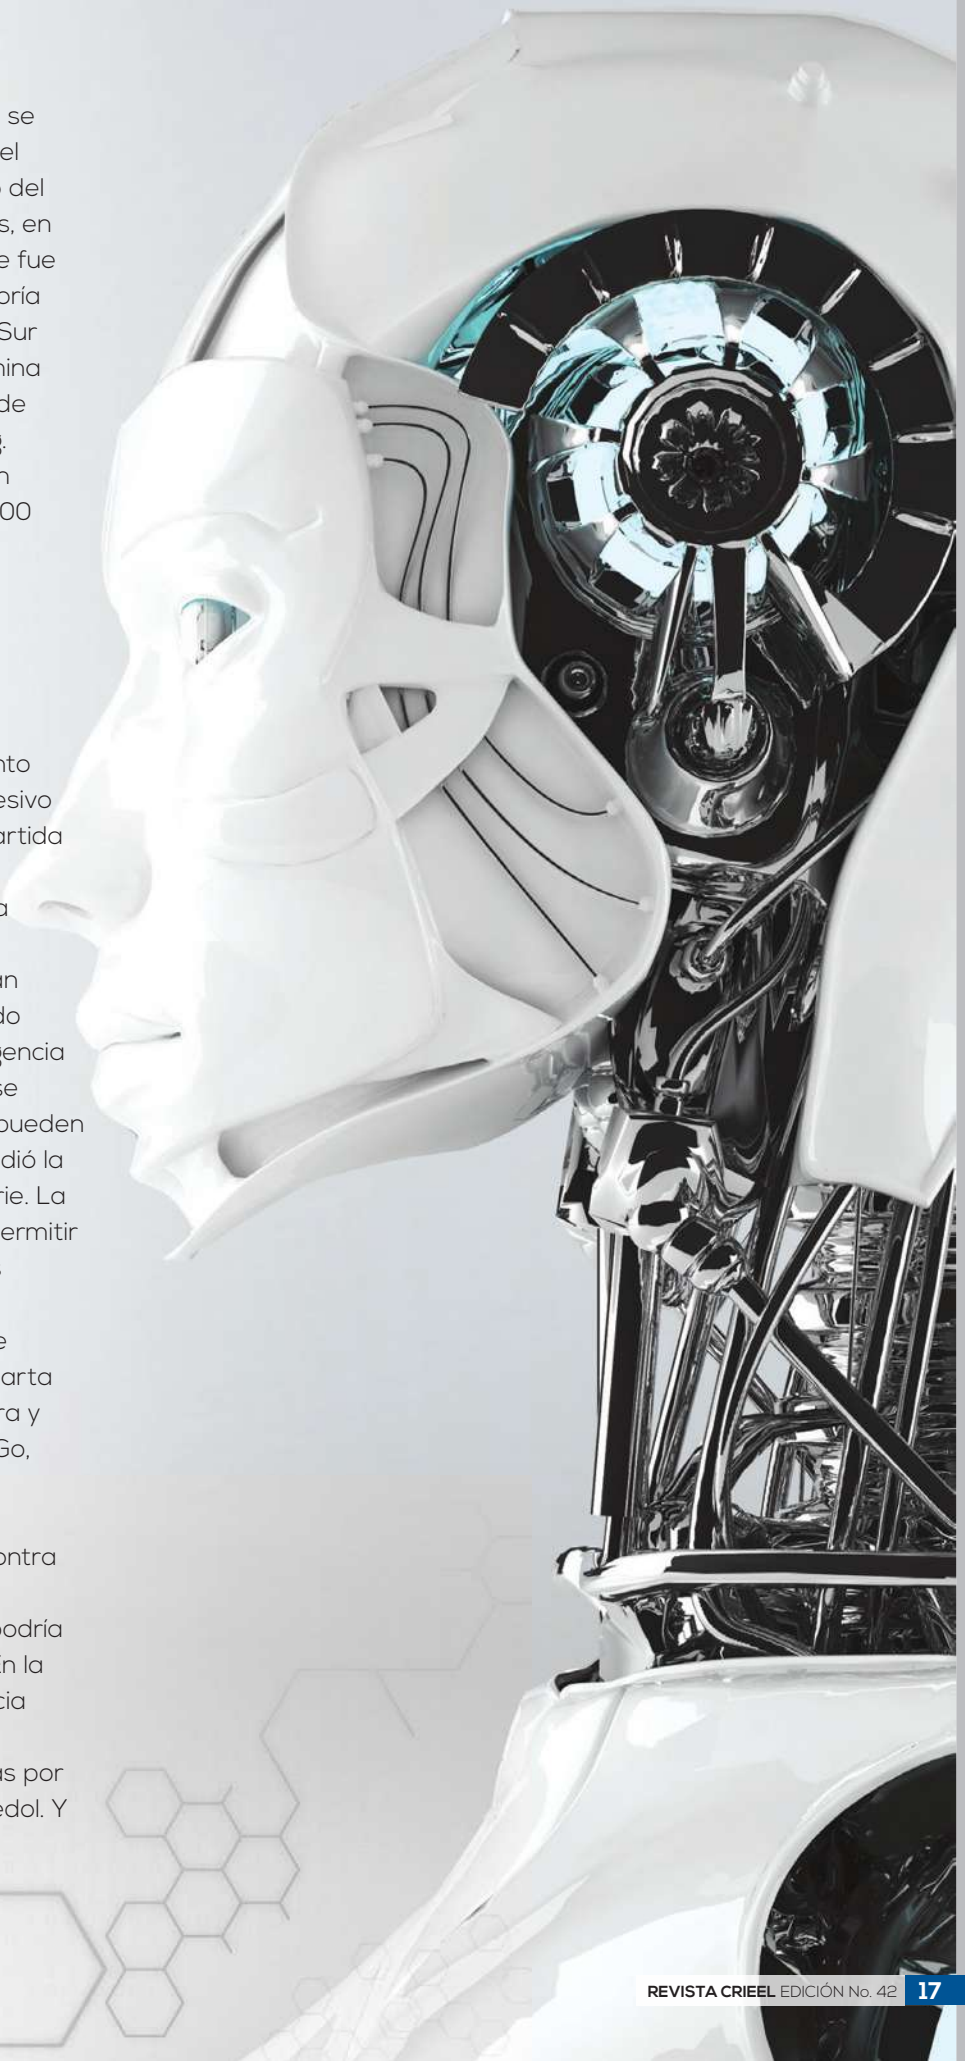 se
el
del
s, en
e fue
oría
Sur
nina
de
g.
n
00
nto
esivo
artida
a
an
do
gencia
se
pueden
dió la
rie. La
ermitir
e
arta
ra y
Go,
ontra
podría
En la
cia
as por
edol. Y
REVISTA CRIEEL EDICIÓN No. 42 17